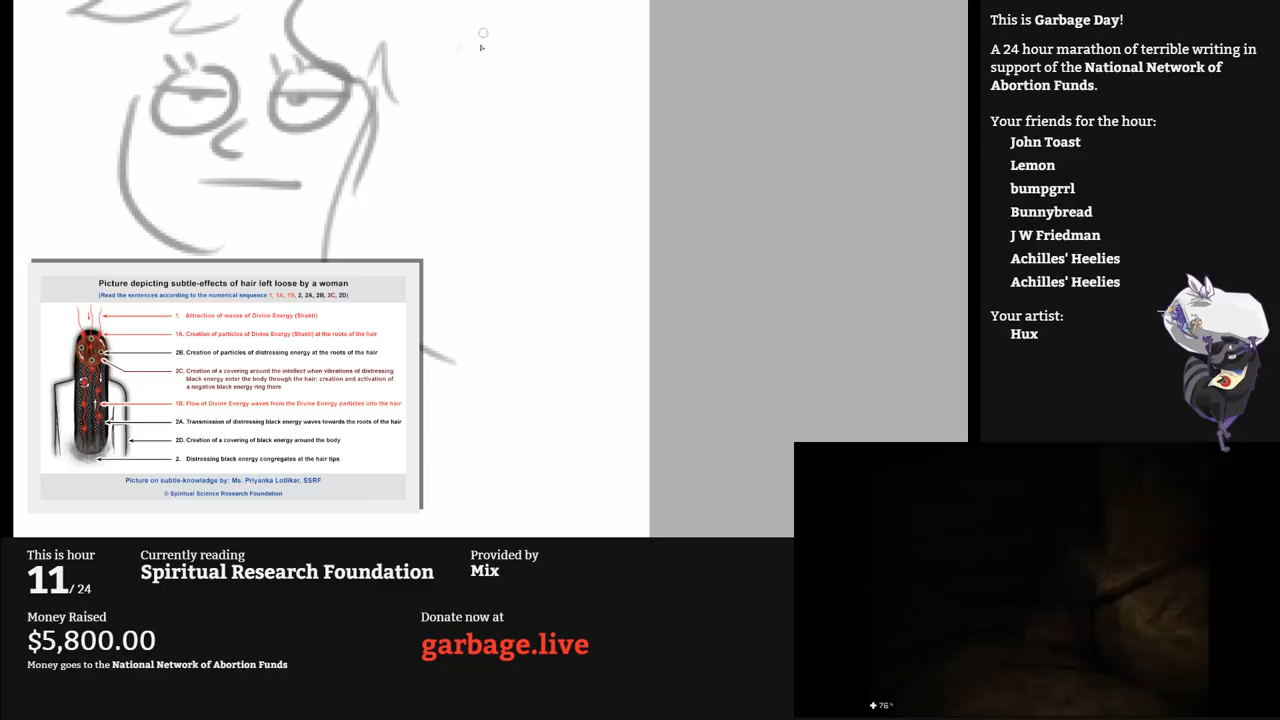 This is Garbage Day!
A 24 hour marathon of terrible writing in
support of the National Network of
Abortion Funds.
Your friends for the hour:
John Toast
Lemon
bumpgrrl
Bunnybread
J W Friedman
Achilles' Heelies
Achilles' Heelies
Your artist:
Hux
Picture depicting subtle-effects of hair left loose by a woman
(Read the sentences according to the numerical sequence 1, 1A, 1B, 2, 2A, 2B, 2C, 2D)
1. Attraction of waves of Divine Energy (Shakti)
1A. Creation of particles of Divine Energy (Shakti) at the roots of the hair
2B. Creation of particles of distressing energy at the roots of the hair
2C. Creation of a covering around the intellect when vibrations of distressing
black energy enter the body through the hair; creation and activation of
a negative black energy ring there
1B. Flow of Divine Energy waves from the Divine Energy particles into the hair
2A. Transmission of distressing black energy waves towards the roots of the hair
2D. Creation of a covering of black energy around the body
2. Distressing black energy congregates at the hair tips
Picture on subtle-knowledge by: Ms. Priyanka Lotlikar, SSRF
© Spiritual Science Research Foundation
This is hour
11/ 24
Currently reading
Spiritual Research Foundation
Provided by
Mix
Money Raised
$5,800.00
Money goes to the National Network of Abortion Funds
Donate now at
garbage.live
76%